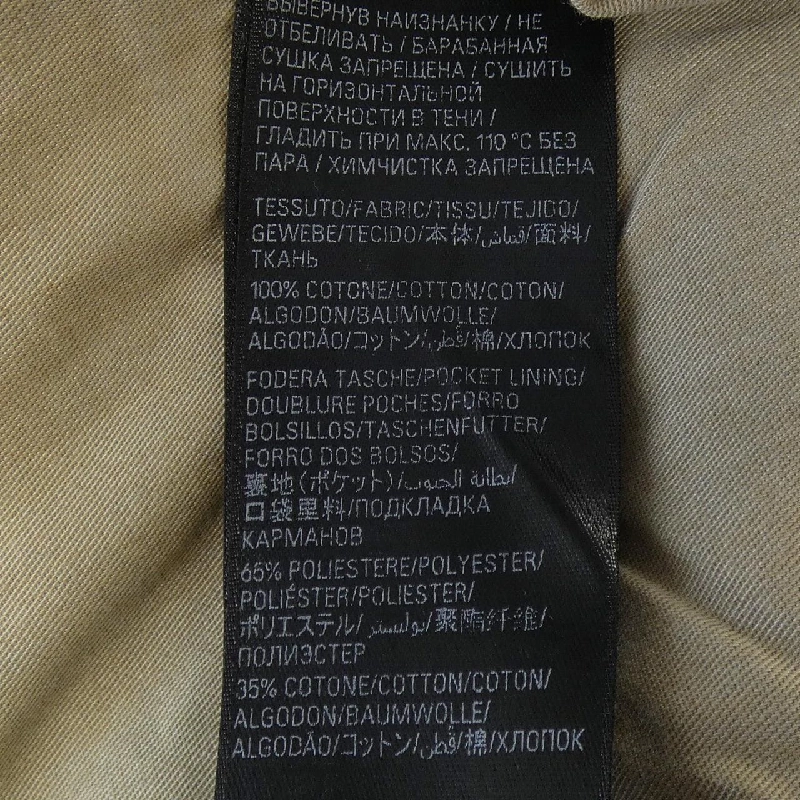 ВЫВЕРНУВ НАИЗНАНКУ / НЕ
ОТБЕЛИВАТЬ / БАРАБАННАЯ
СУШКА ЗАПРЕЩЕНА / СУШИТЬ
НА ГОРИЗОНТАЛЬНОЙ
ПОВЕРХНОСТИ В ТЕНИ /
ГЛАДИТЬ ПРИ МАКС. 110 °C БЕЗ
ПАРА / ХИМЧИСТКА ЗАПРЕЩЕНА
TESSUTO/FABRIC/TISSU/TEJIDO/
GEWEBE/TECIDO/本体/قماش/面料/
ТКАНЬ
100% COTONE/COTTON/COTON/
ALGODON/BAUMWOLLE/
ALGODÃO/コットン/قطن/棉/ХЛОПОК
FODERA TASCHE/POCKET LINING/
DOUBLURE POCHES/FORRO
BOLSILLOS/TASCHENFUTTER/
FORRO DOS BOLSOS/
裏地(ポケット)/بطانة الجيوب/
口袋里料/ПОДКЛАДКА
КАРМАНОВ
65% POLIESTERE/POLYESTER/
POLIÉSTER/POLIESTER/
ポリエステル/بوليستر/聚酯纤维/
ПОЛИЭСТЕР
35% COTONE/COTTON/COTON/
ALGODON/BAUMWOLLE/
ALGODÃO/コットン/قطن/棉/ХЛОПОК